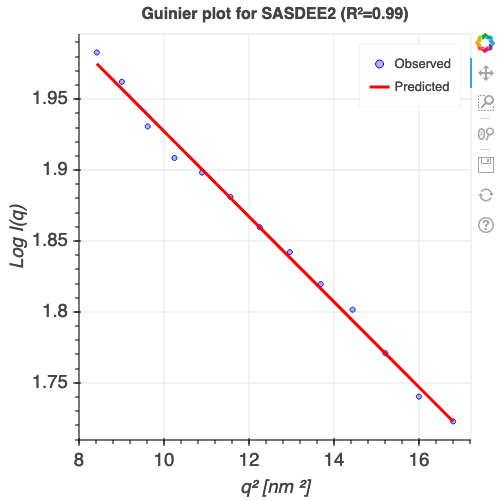 Guinier plot for SASDEE2 (R²=0.99)
Observed
Predicted
1.95
1.9
1.85
1.8
1.75
Log I(q)
8
10
12
14
16
q² [nm ²]